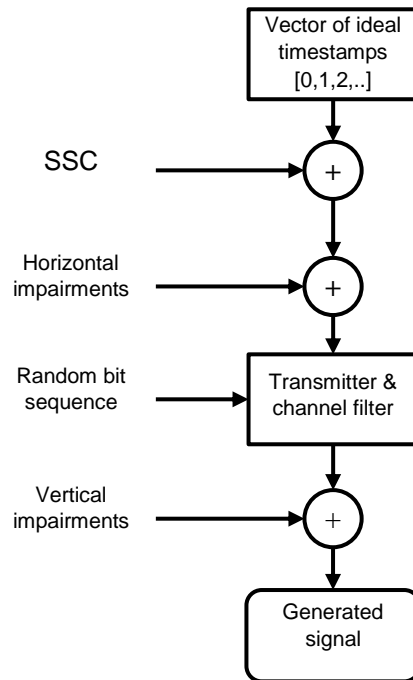 Vector of ideal
timestamps
[0,1,2,..]
SSC
+
Horizontal
impairments
+
Random bit
sequence
Transmitter &
channel filter
Vertical
impairments
+
Generated
signal